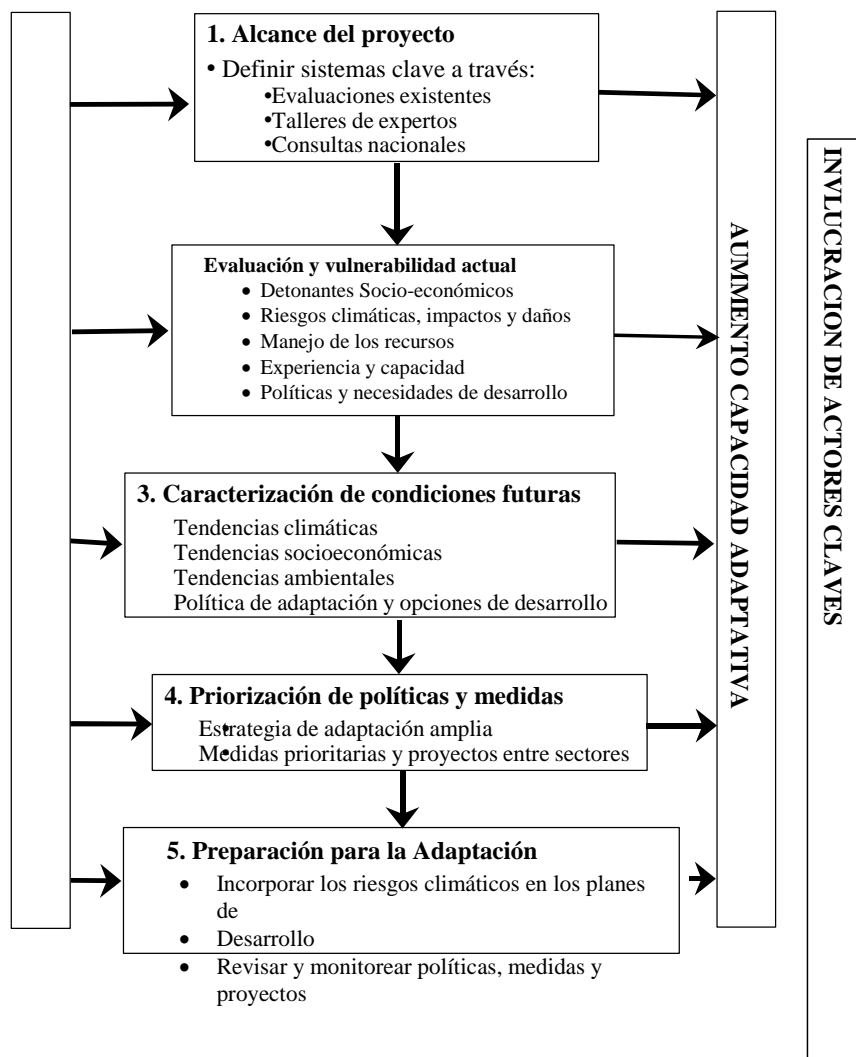 1. Alcance del proyecto
• Definir sistemas clave a través:
•Evaluaciones existentes
•Talleres de expertos
•Consultas nacionales
Evaluación y vulnerabilidad actual
• Detonantes Socio-económicos
• Riesgos climáticas, impactos y daños
• Manejo de los recursos
• Experiencia y capacidad
• Políticas y necesidades de desarrollo
3. Caracterización de condiciones futuras
Tendencias climáticas
Tendencias socioeconómicas
Tendencias ambientales
Política de adaptación y opciones de desarrollo
4. Priorización de políticas y medidas
• Estrategia de adaptación amplia
• Medidas prioritarias y proyectos entre sectores
5. Preparación para la Adaptación
• Incorporar los riesgos climáticos en los planes
de
• Desarrollo
• Revisar y monitorear políticas, medidas y
proyectos
AUMMENTO CAPACIDAD ADAPTATIVA
INVLUCRACION DE ACTORES CLAVES